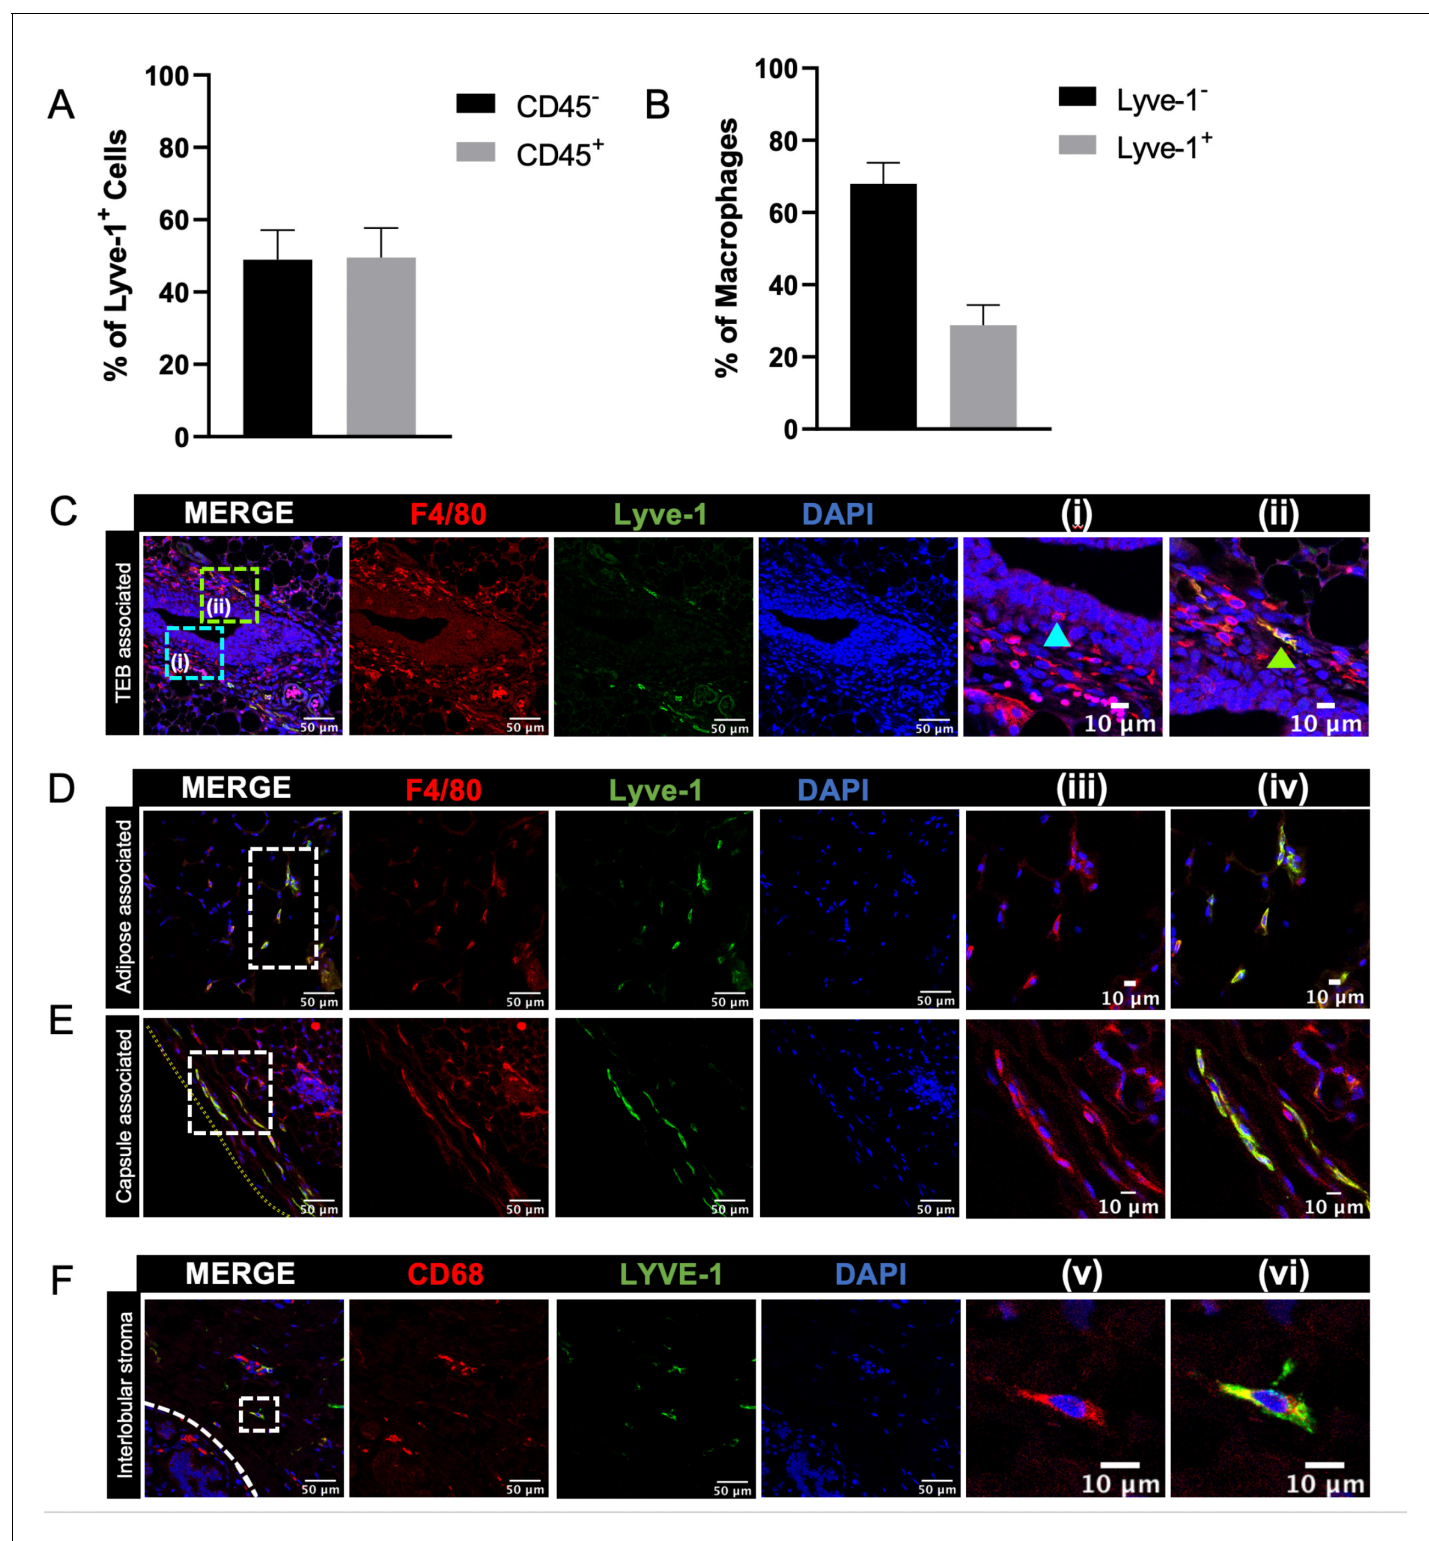 A
% of Lyve-1+ Cells
100
80
60
40
20
0
CD45-
CD45+
B
% of Macrophages
100
80
60
40
20
0
Lyve-1-
Lyve-1+
C
MERGE F4/80 Lyve-1 DAPI (i) (ii)
TEB associated
(ii)
(i)
50 µm 50 µm 50 µm 50 µm 10 µm 10 µm
D
MERGE F4/80 Lyve-1 DAPI (iii) (iv)
Adipose associated
50 µm 50 µm 50 µm 50 µm 10 µm 10 µm
E
Capsule associated
50 µm 50 µm 50 µm 50 µm 10 µm 10 µm
F
MERGE CD68 LYVE-1 DAPI (v) (vi)
Interlobular stroma
50 µm 50 µm 50 µm 50 µm 10 µm 10 µm